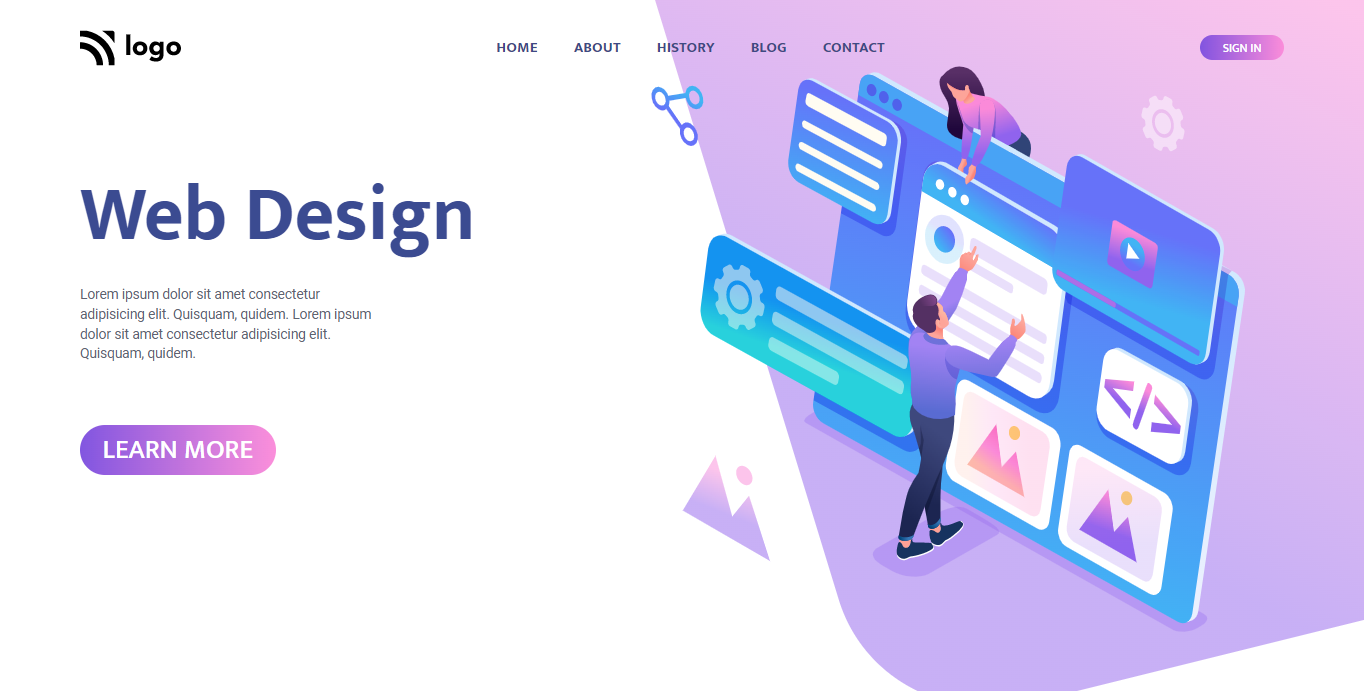 logo
HOME ABOUT HISTORY BLOG CONTACT
SIGN IN
Web Design
Lorem ipsum dolor sit amet consectetur
adipisicing elit. Quisquam, quidem. Lorem ipsum
dolor sit amet consectetur adipisicing elit.
Quisquam, quidem.
LEARN MORE
</>